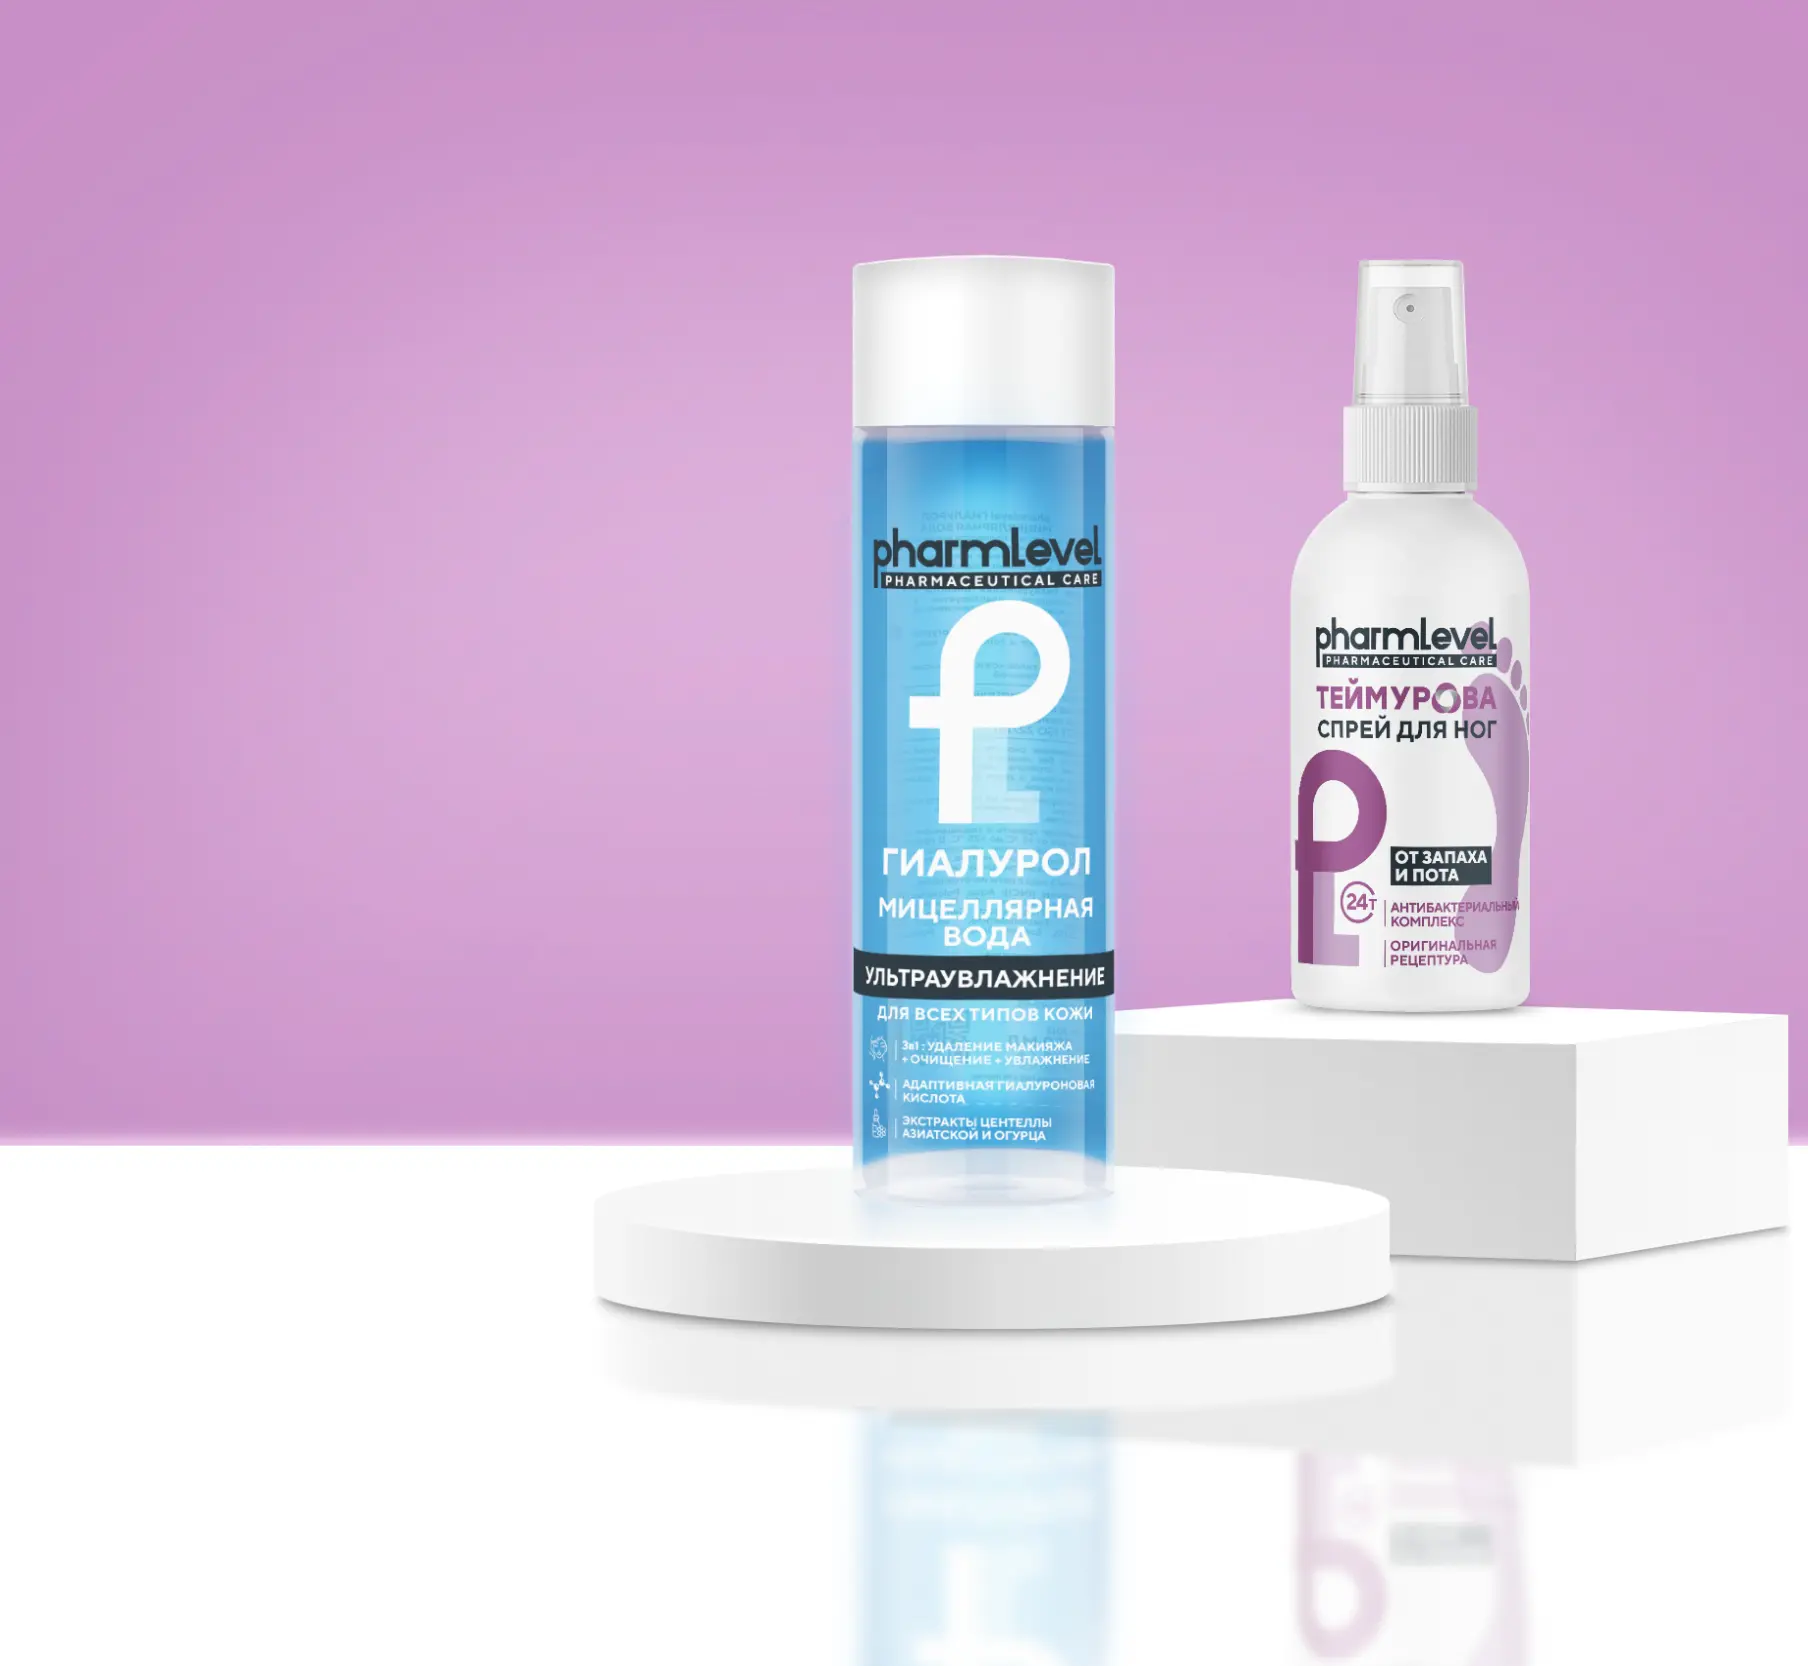 pharmLevel
PHARMACEUTICAL CARE
ГИАЛУРОЛ
МИЦЕЛЛЯРНАЯ
ВОДА
УЛЬТРАУВЛАЖНЕНИЕ
ДЛЯ ВСЕХ ТИПОВ КОЖИ
3в1: УДАЛЕНИЕ МАКИЯЖА
+ ОЧИЩЕНИЕ + УВЛАЖНЕНИЕ
АДАПТИВНАЯ ГИАЛУРОНОВАЯ
КИСЛОТА
ЭКСТРАКТЫ ЦЕНТЕЛЛЫ
АЗИАТСКОЙ И ОГУРЦА
pharmLevel
PHARMACEUTICAL CARE
ТЕЙМУРОВА
СПРЕЙ ДЛЯ НОГ
ОТ ЗАПАХА
И ПОТА
24т
АНТИБАКТЕРИАЛЬНЫЙ
КОМПЛЕКС
ОРИГИНАЛЬНАЯ
РЕЦЕПТУРА